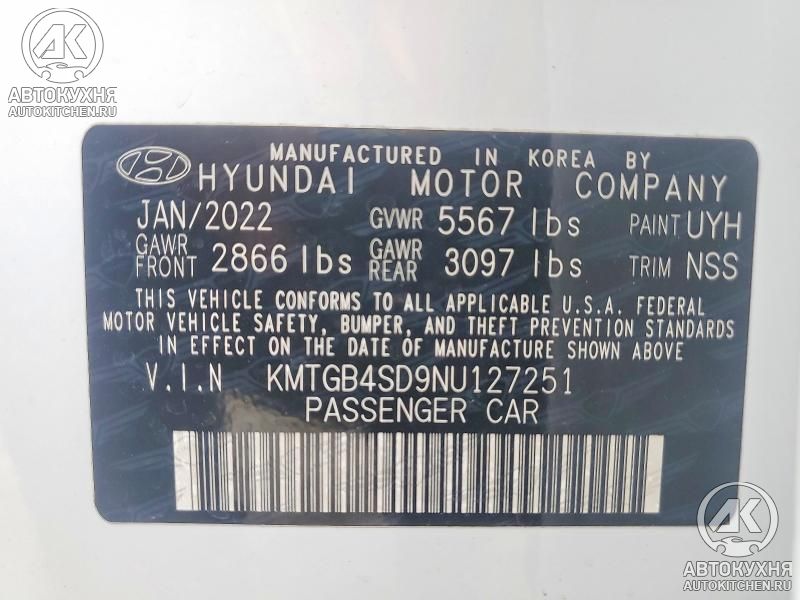 AK
АВТОКУХНЯ
AUTOKITCHEN.RU
MANUFACTURED IN KOREA BY
HYUNDAI MOTOR COMPANY
JAN/2022 GVWR 5567 lbs PAINT UYH
GAWR FRONT 2866 lbs GAWR REAR 3097 lbs TRIM NSS
THIS VEHICLE CONFORMS TO ALL APPLICABLE U.S.A. FEDERAL
MOTOR VEHICLE SAFETY, BUMPER, AND THEFT PREVENTION STANDARDS
IN EFFECT ON THE DATE OF MANUFACTURE SHOWN ABOVE
V.I.N KMTGB4SD9NU127251
PASSENGER CAR
AK
АВТОКУХНЯ
AUTOKITCHEN.RU